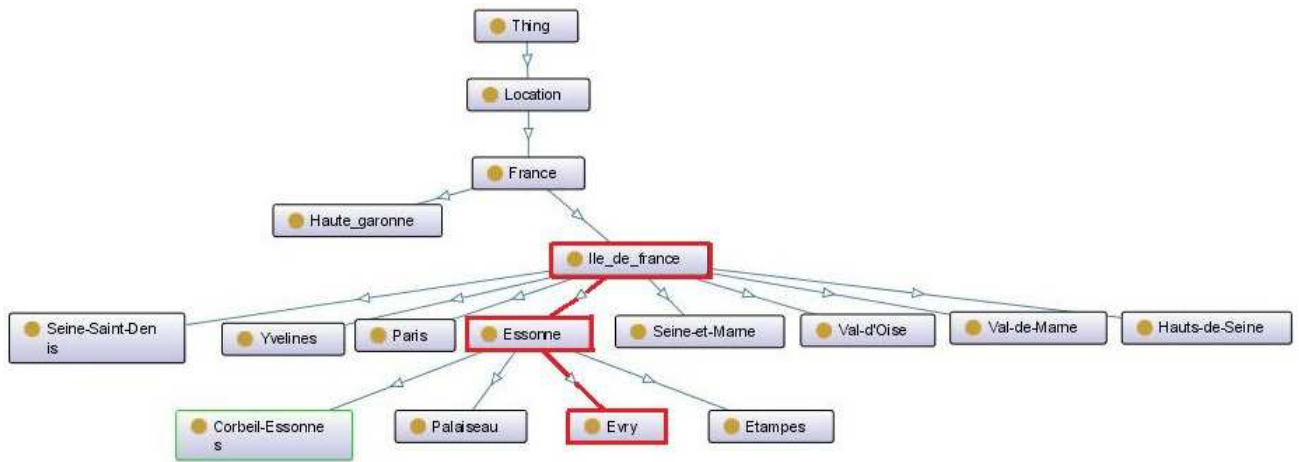 Thing
Location
France
Haute_garonne
Ile_de_france
Seine-Saint-Den
is
Yvelines
Paris
Essonne
Seine-et-Marne
Val-d'Oise
Val-de-Marne
Hauts-de-Seine
Corbeil-Essonne
s
Palaiseau
Evry
Etampes